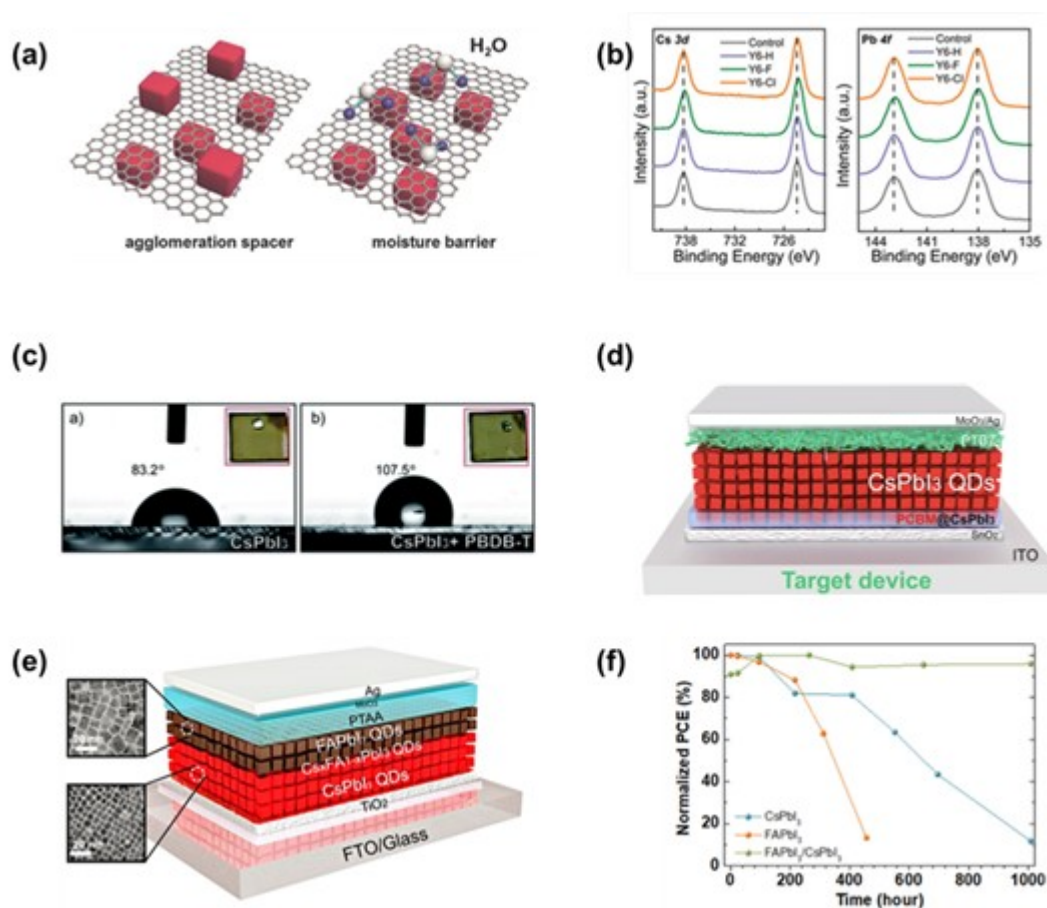 (a)
H2O
agglomeration spacer
moisture barrier
(b)
Cs 3d
Control
Y6-H
Y6-F
Y6-Cl
Intensity (a.u.)
738 732 726
Binding Energy (eV)
Pb 4f
Control
Y6-H
Y6-F
Y6-Cl
Intensity (a.u.)
144 141 138 135
Binding Energy (eV)
(c)
a)
83.2°
CsPbI3
b)
107.5°
CsPbI3+ PBDB-T
(d)
MoO3/Ag
PTB7
CsPbI3 QDs
PCBM@CsPbI3
SnO2
ITO
Target device
(e)
Ag
MoO3
PTAA
FAPbI3 QDs
CsxFA1-xPbI3 QDs
CsPbI3 QDs
TiO2
FTO/Glass
(f)
Normalized PCE (%)
100
80
60
40
20
0
CsPbI3
FAPbI3
FAPbI3/CsPbI3
0 200 400 600 800 1000
Time (hour)